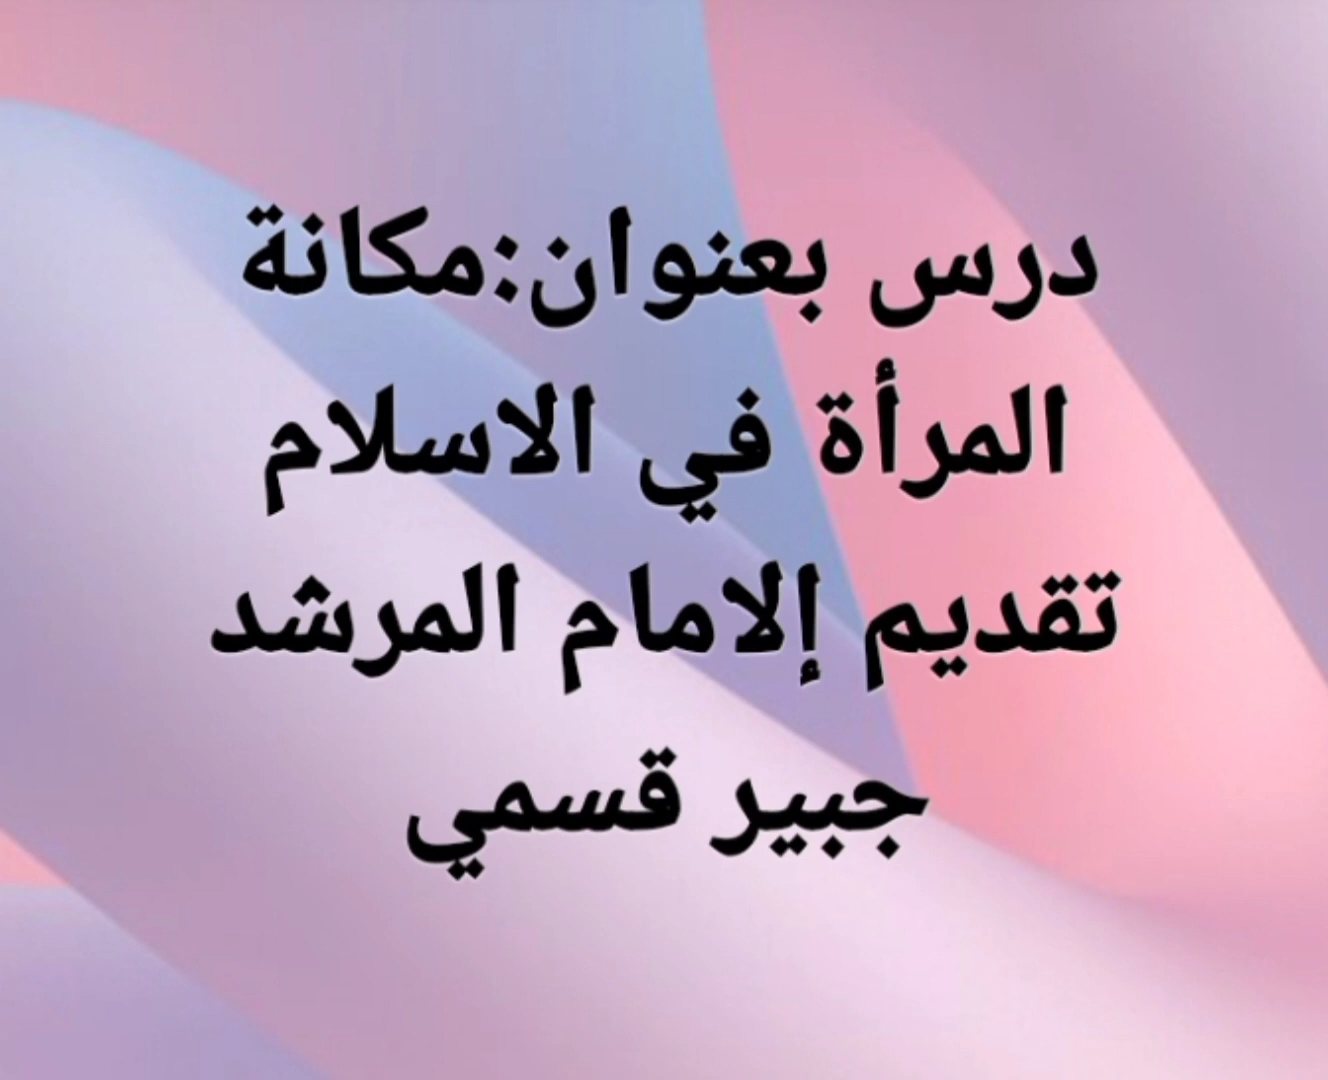 درس بعنوان:مكانة
المرأة في الاسلام
تقديم إلامام المرشد
جبير قسمي